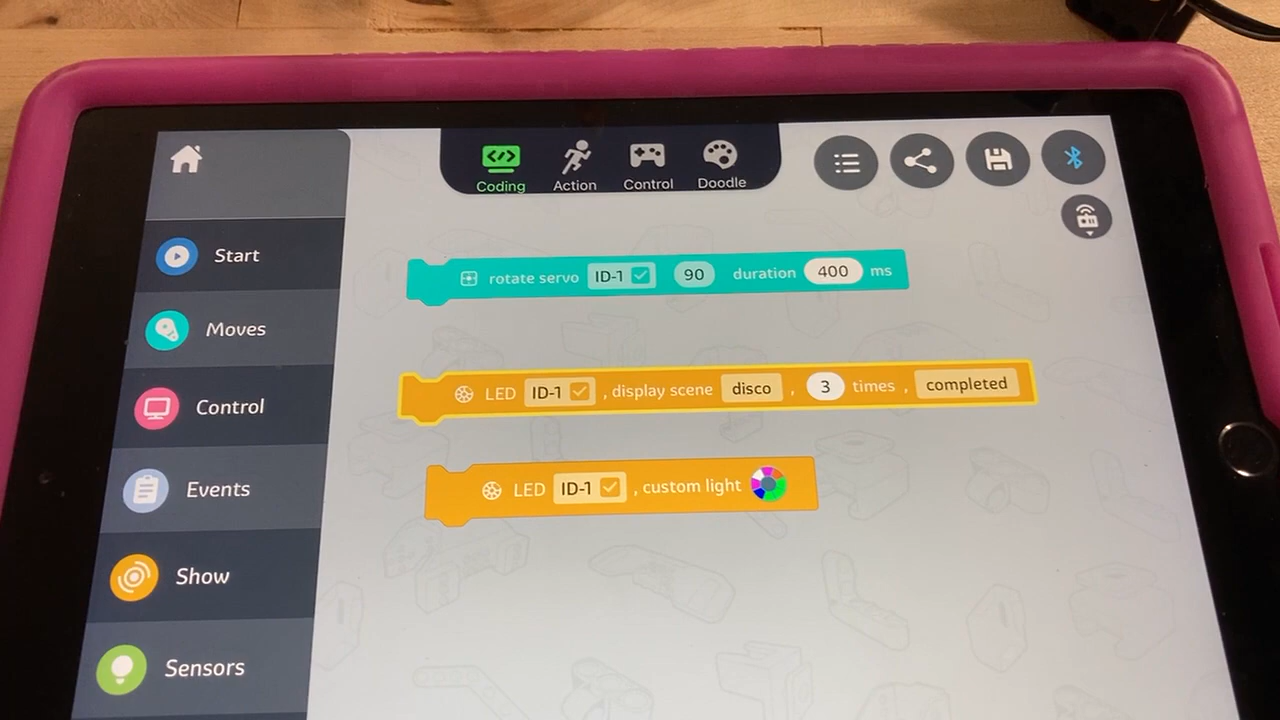 Coding Action Control Doodle
Start
Moves
Control
Events
Show
Sensors
rotate servo ID-1 90 duration 400 ms
LED ID-1 , display scene disco , 3 times , completed
LED ID-1 , custom light